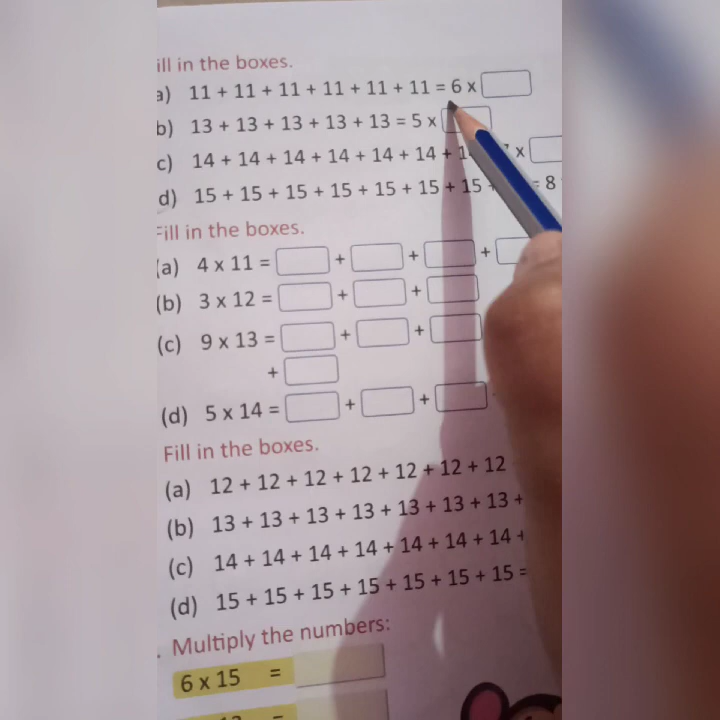 ill in the boxes.
a) 11 + 11 + 11 + 11 + 11 + 11 = 6 x
b) 13 + 13 + 13 + 13 + 13 = 5 x
c) 14 + 14 + 14 + 14 + 14 + 14 + x
d) 15 + 15 + 15 + 15 + 15 + 15 + 15 = 8
Fill in the boxes.
(a) 4 x 11 = + + +
(b) 3 x 12 = + +
(c) 9 x 13 = + +
+
(d) 5 x 14 = + +
Fill in the boxes.
(a) 12 + 12 + 12 + 12 + 12 + 12 + 12
(b) 13 + 13 + 13 + 13 + 13 + 13 + 13 +
(c) 14 + 14 + 14 + 14 + 14 + 14 + 14 +
(d) 15 + 15 + 15 + 15 + 15 + 15 + 15 =
Multiply the numbers:
6 x 15 =